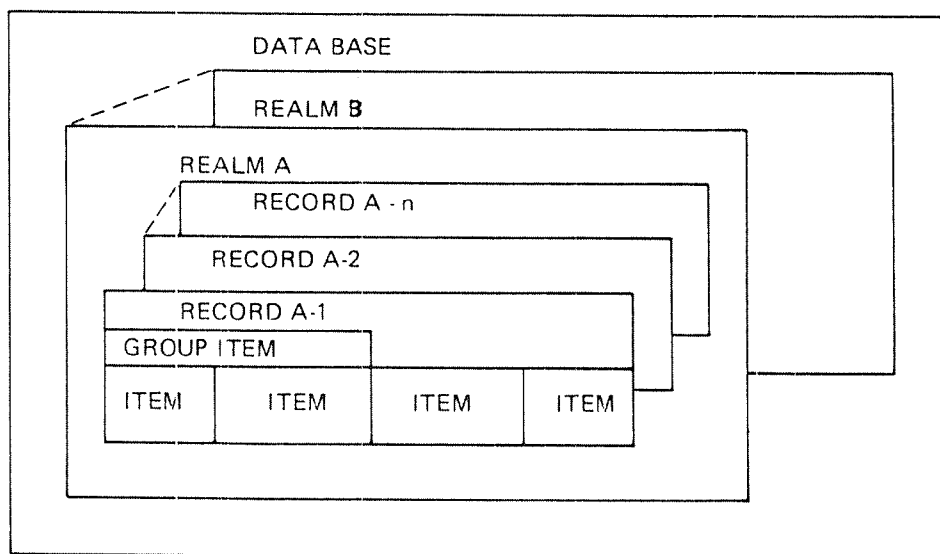 DATA BASE
REALM B
REALM A
RECORD A - n
RECORD A-2
RECORD A-1
GROUP ITEM
ITEM ITEM ITEM ITEM